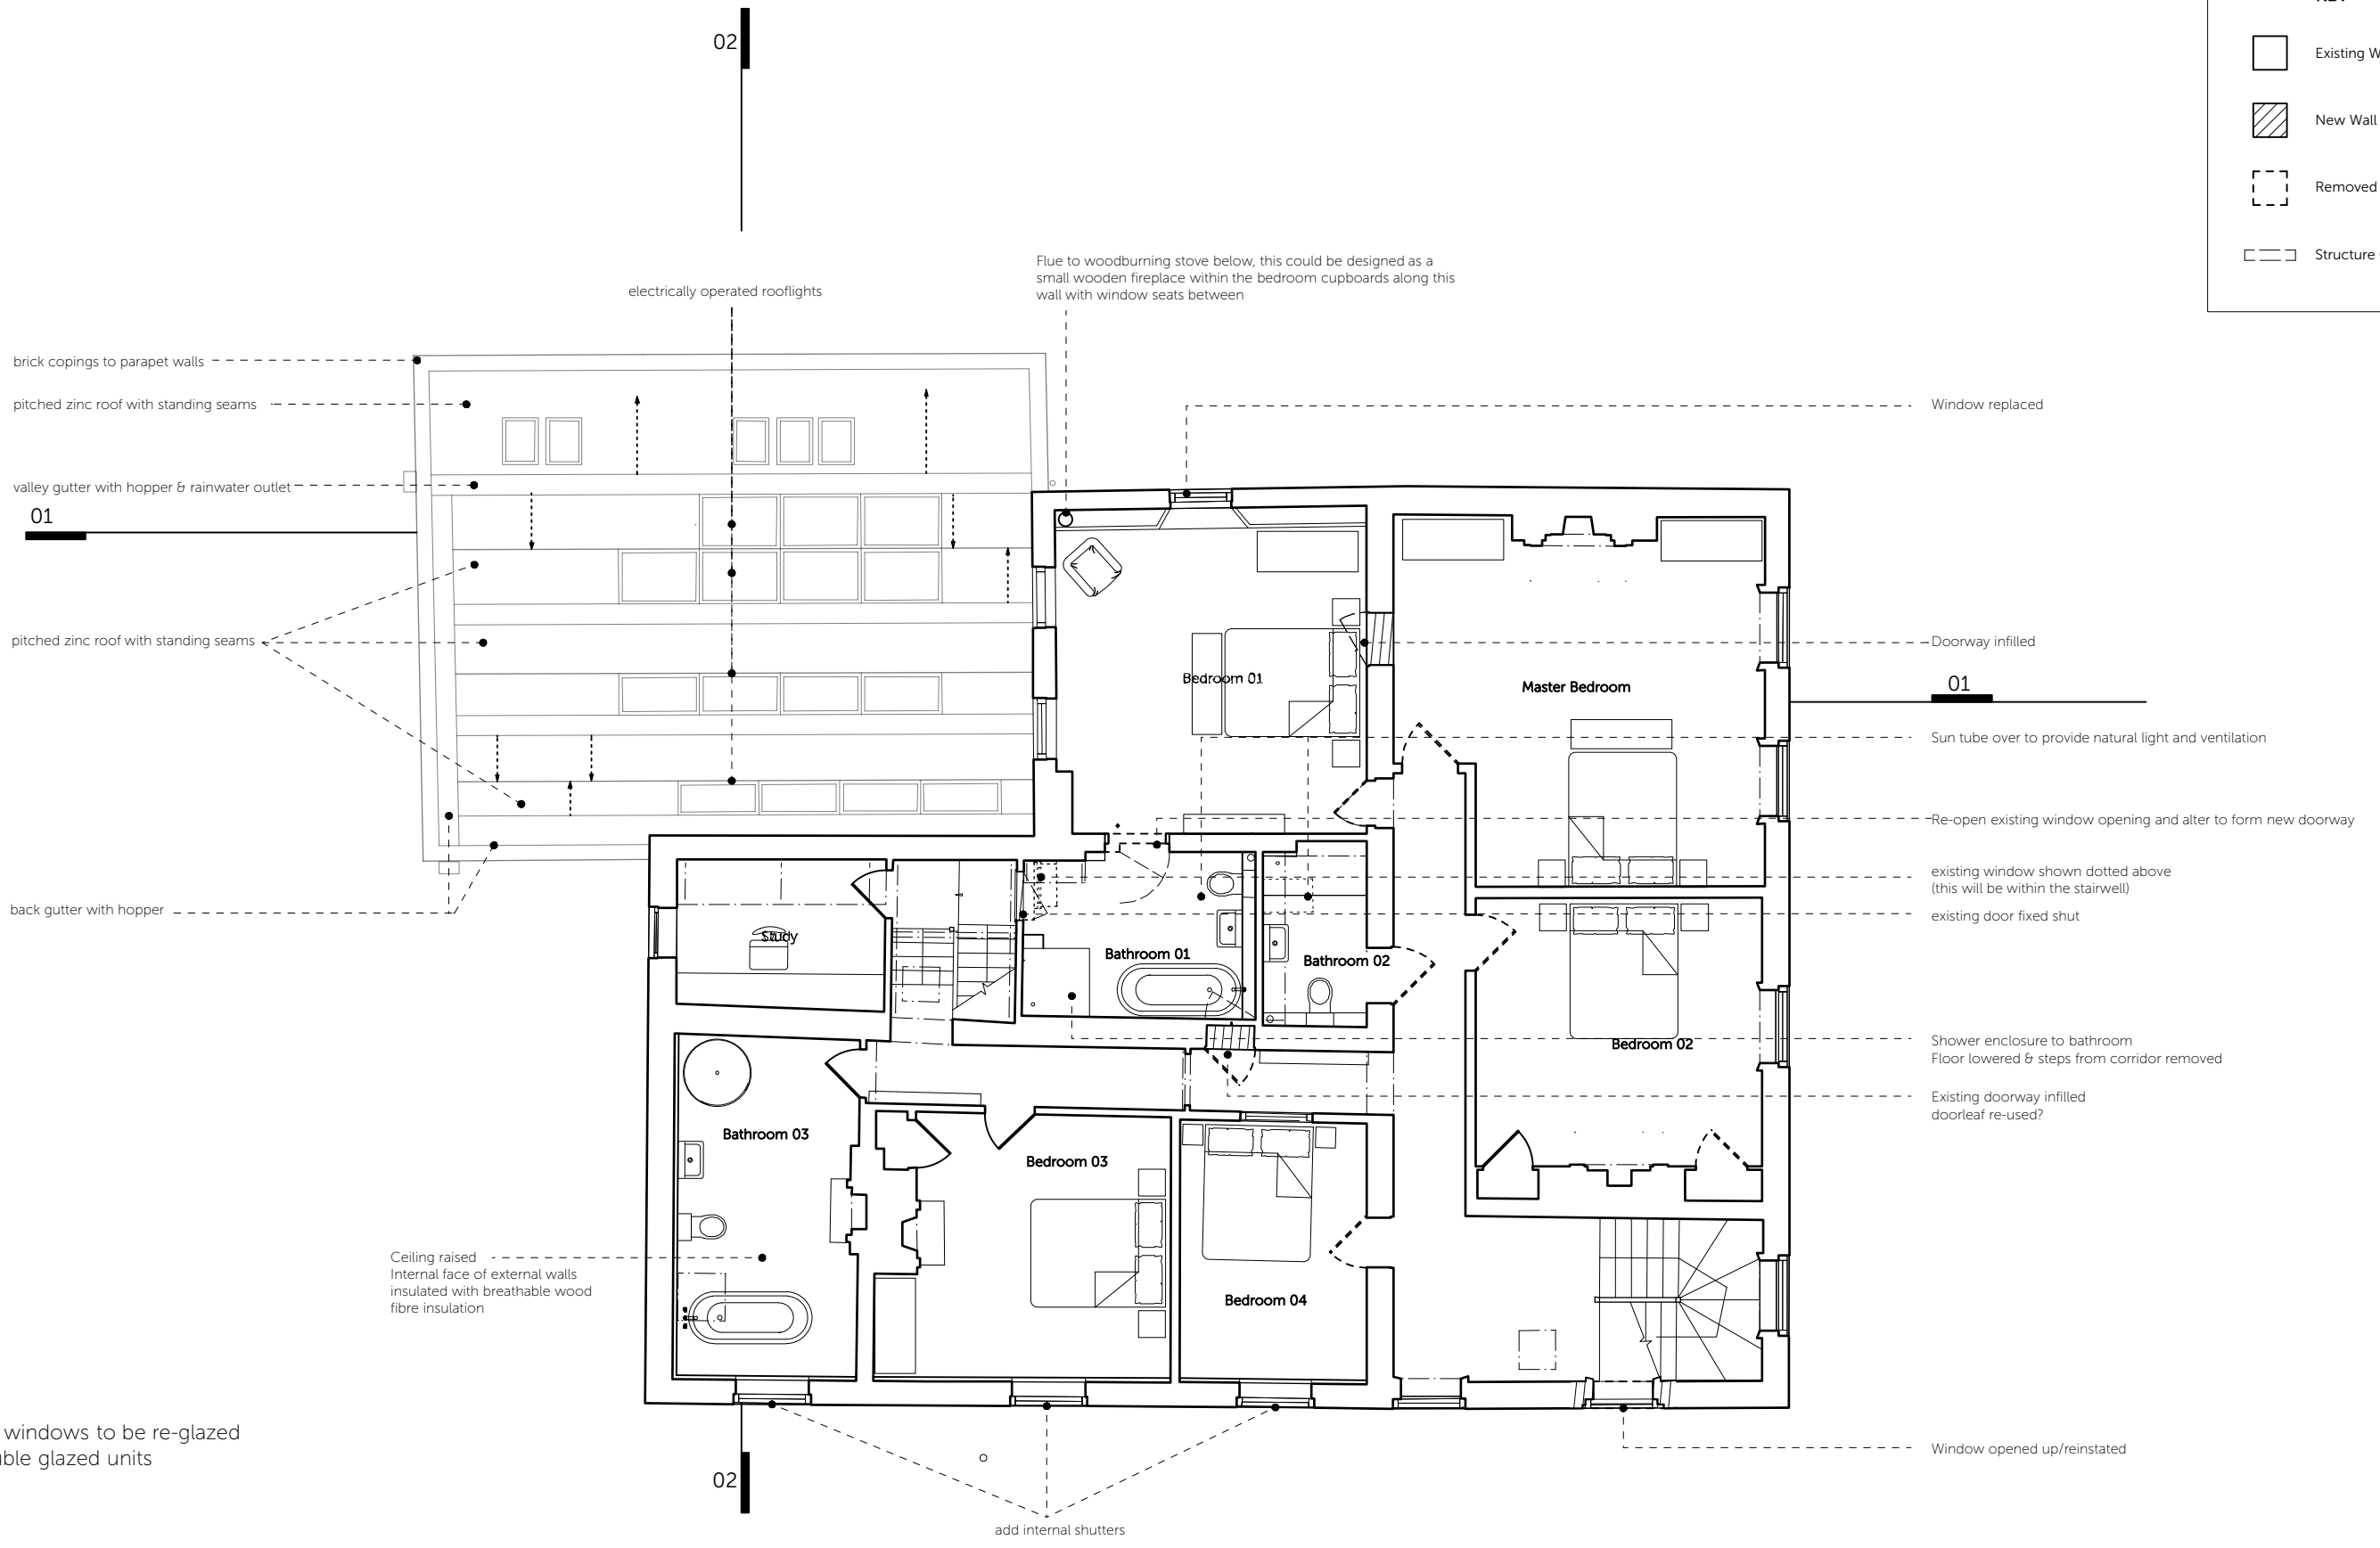 02
Existing W
New Wall
Removed
Structure
Flue to woodburning stove below, this could be designed as a
small wooden fireplace within the bedroom cupboards along this
wall with window seats between
electrically operated rooflights
brick copings to parapet walls
pitched zinc roof with standing seams
Window replaced
valley gutter with hopper & rainwater outlet
01
pitched zinc roof with standing seams
Doorway infilled
Bedroom 01
Master Bedroom
01
Sun tube over to provide natural light and ventilation
Re-open existing window opening and alter to form new doorway
existing window shown dotted above
(this will be within the stairwell)
back gutter with hopper
existing door fixed shut
Study
Bathroom 01
Bathroom 02
Bedroom 02
Shower enclosure to bathroom
Floor lowered & steps from corridor removed
Existing doorway infilled
doorleaf re-used?
Bathroom 03
Bedroom 03
Ceiling raised
Internal face of external walls
insulated with breathable wood
fibre insulation
Bedroom 04
windows to be re-glazed
glazed units
Window opened up/reinstated
02
add internal shutters